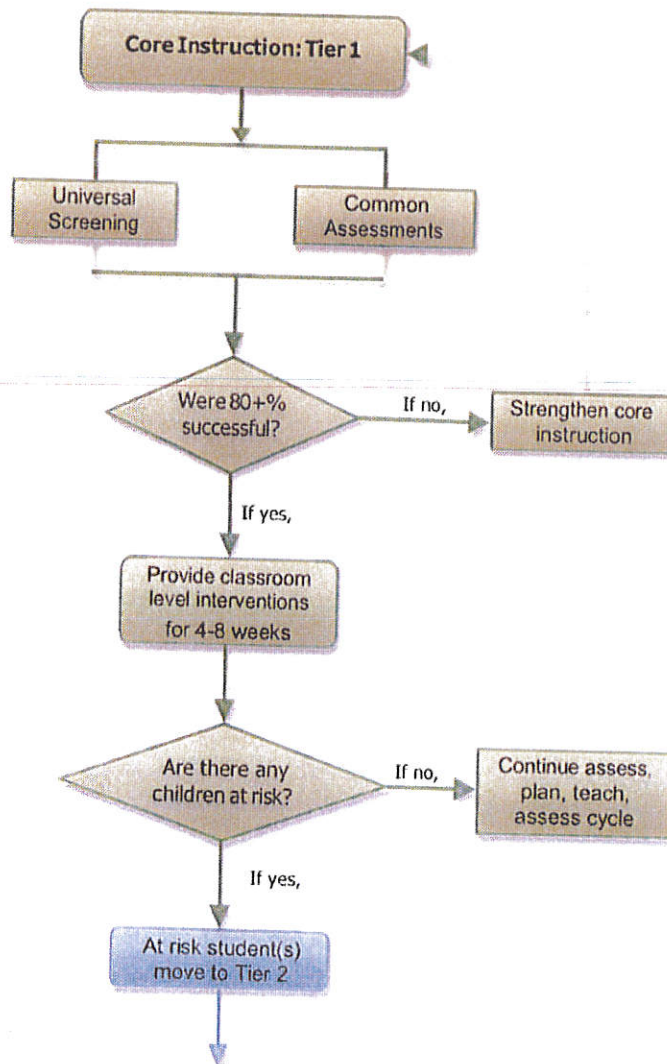 Core Instruction: Tier 1
Universal
Screening
Common
Assessments
Were 80+%
successful?
If no,
Strengthen core
instruction
If yes,
Provide classroom
level interventions
for 4-8 weeks
Are there any
children at risk?
If no,
Continue assess,
plan, teach,
assess cycle
If yes,
At risk student(s)
move to Tier 2